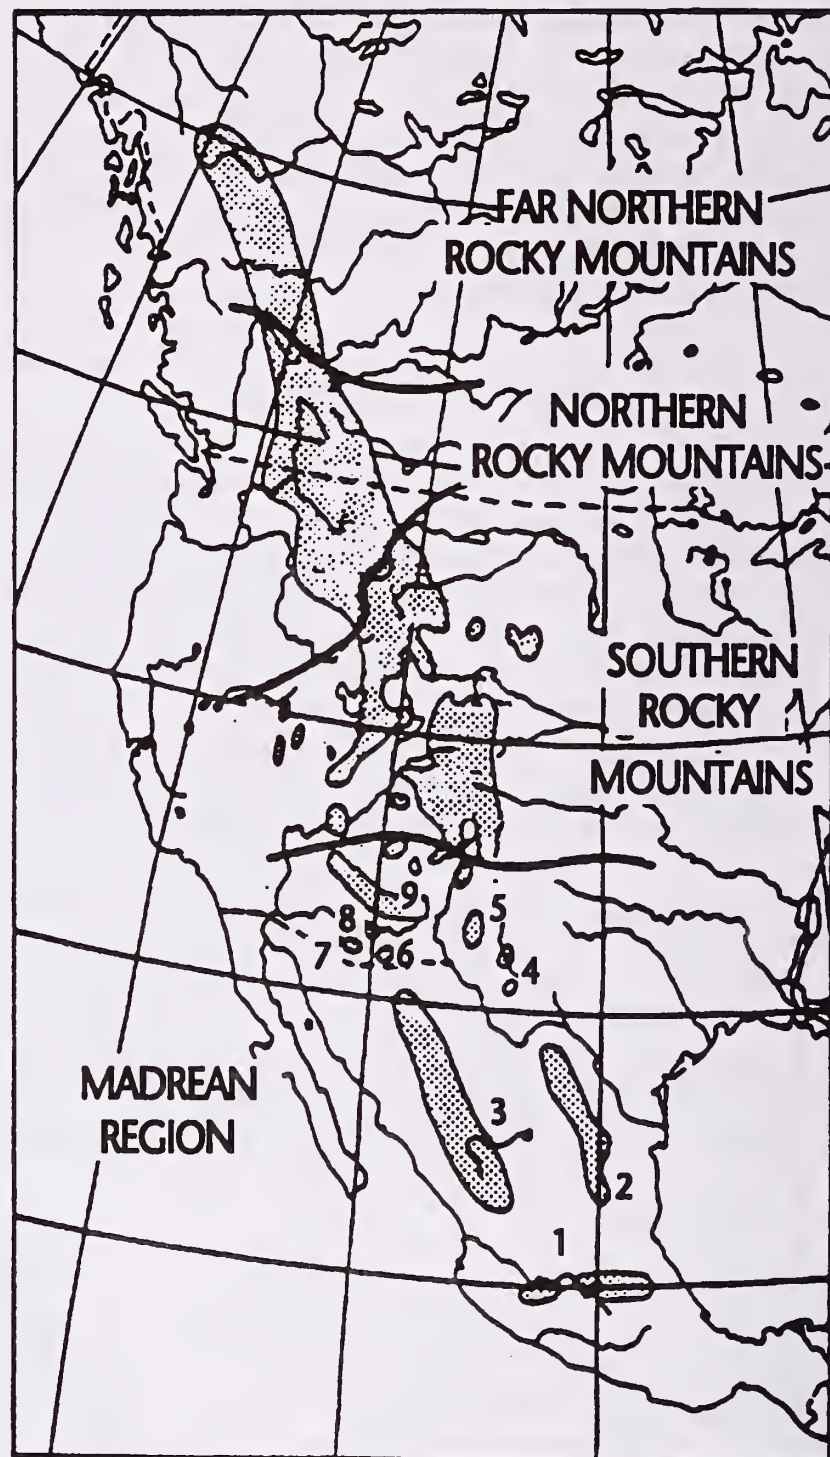 FAR NORTHERN
ROCKY MOUNTAINS
NORTHERN
ROCKY MOUNTAINS
SOUTHERN
ROCKY
MOUNTAINS
9
8
5
7
6
4
MADREAN
REGION
3
2
1